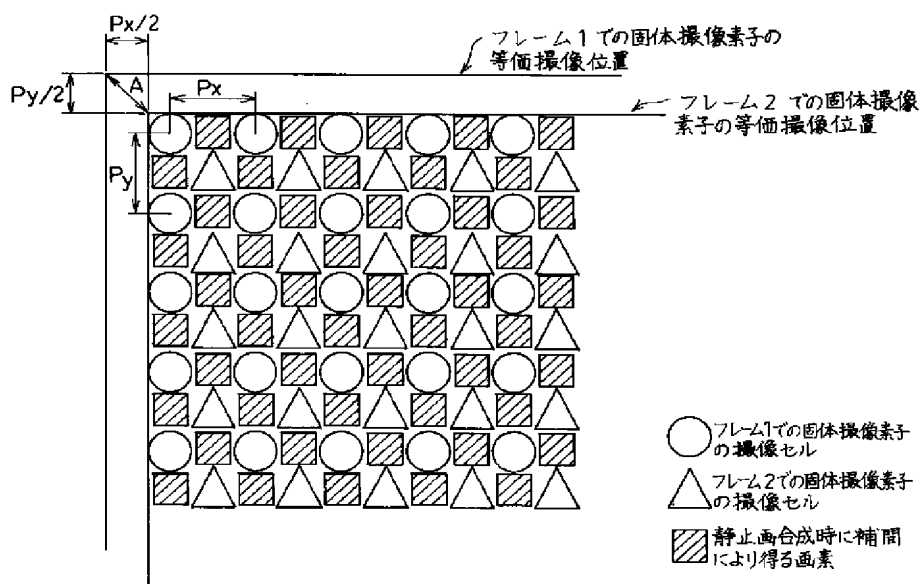 Px/2
フレーム1での固体撮像素子の
等価撮像位置
Py/2
A
Px
フレーム2での固体撮像
素子の等価撮像位置
Py
フレーム1での固体撮像素子
の撮像セル
フレーム2での固体撮像素子
の撮像セル
静止画合成時に補間
により得る画素